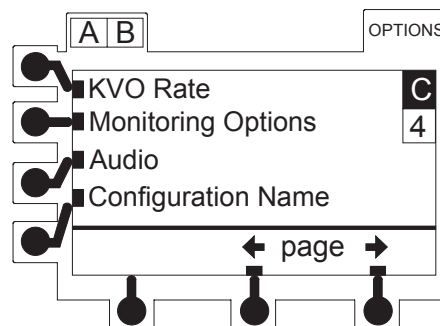 A B
OPTIONS
KVO Rate
C
Monitoring Options
4
Audio
Configuration Name
← page →